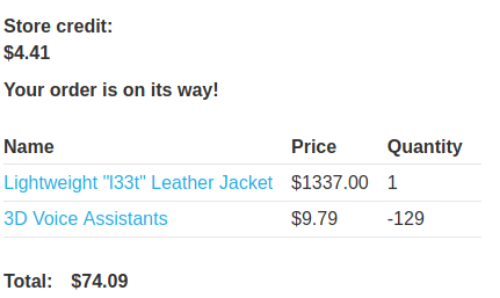 Store credit:
$4.41
Your order is on its way!
Name Price Quantity
Lightweight "l33t" Leather Jacket $1337.00 1
3D Voice Assistants $9.79 -129
Total: $74.09